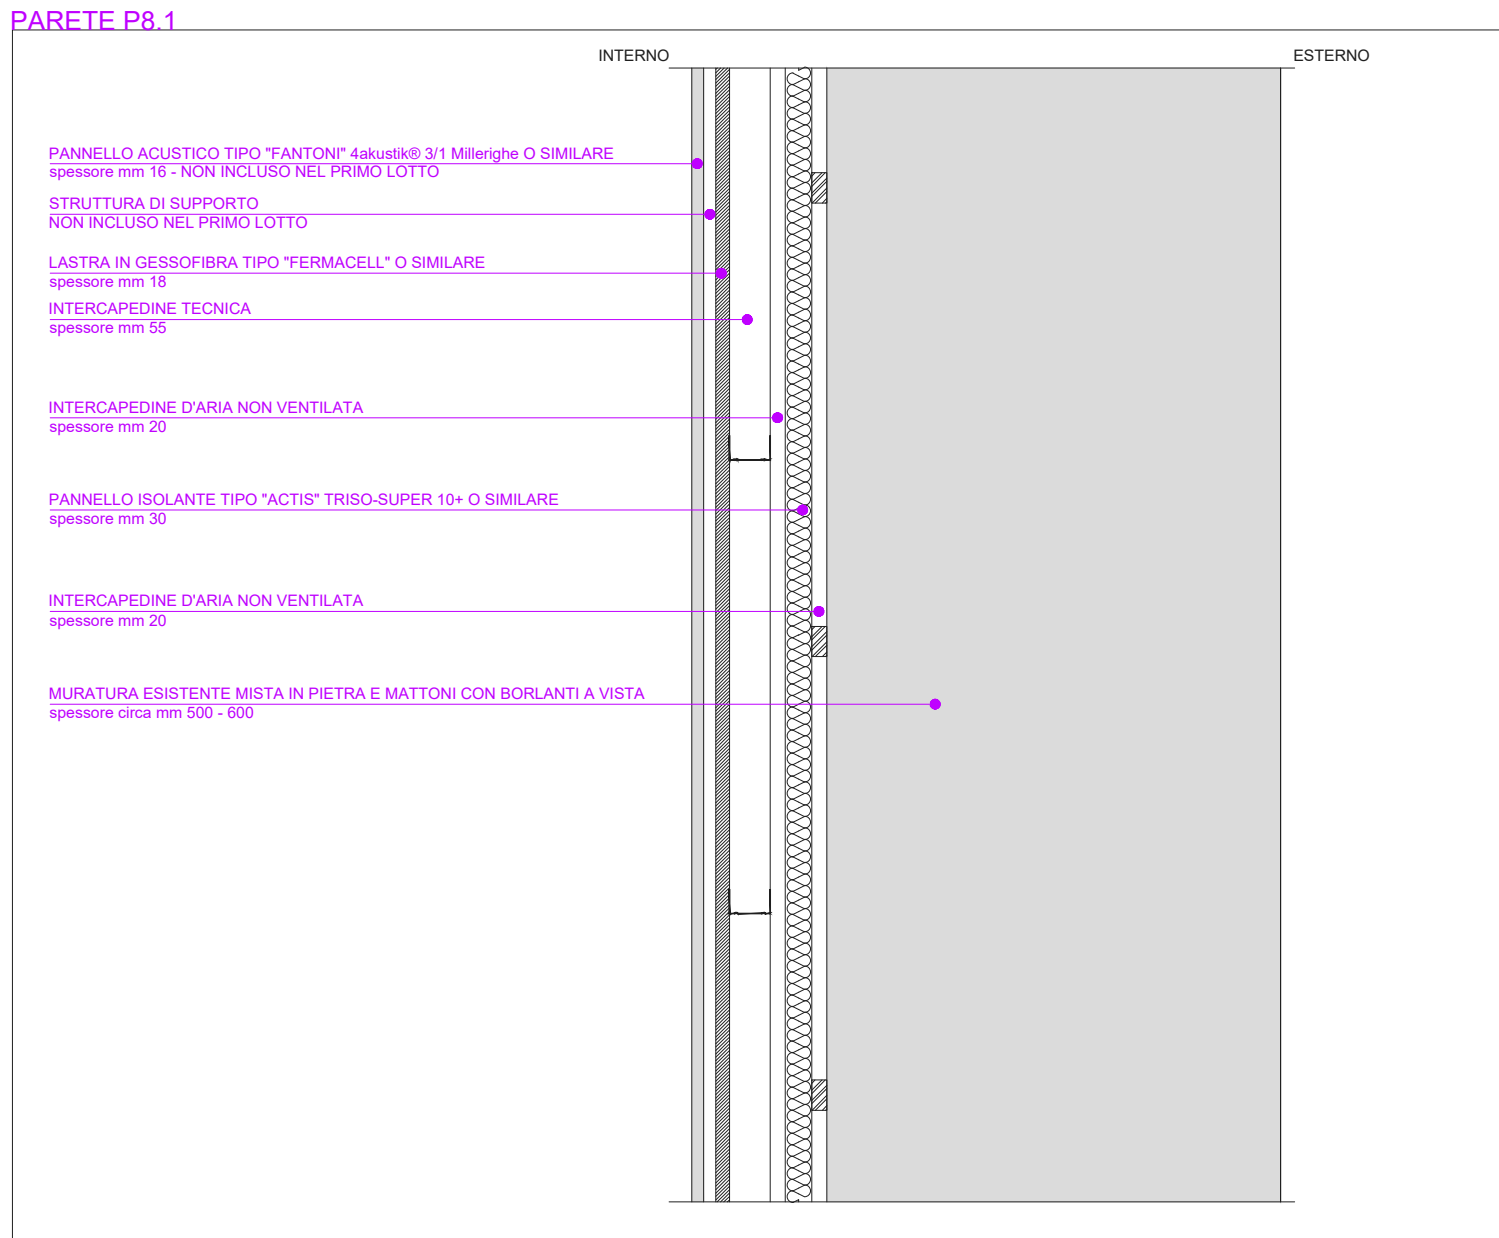 PARETE P8.1
INTERNO
ESTERNO
PANNELLO ACUSTICO TIPO "FANTONI" 4akustik® 3/1 Millerighe O SIMILARE
spessore mm 16 - NON INCLUSO NEL PRIMO LOTTO
STRUTTURA DI SUPPORTO
NON INCLUSO NEL PRIMO LOTTO
LASTRA IN GESSOFIBRA TIPO "FERMACELL" O SIMILARE
spessore mm 18
INTERCAPEDINE TECNICA
spessore mm 55
INTERCAPEDINE D'ARIA NON VENTILATA
spessore mm 20
PANNELLO ISOLANTE TIPO "ACTIS" TRISO-SUPER 10+ O SIMILARE
spessore mm 30
INTERCAPEDINE D'ARIA NON VENTILATA
spessore mm 20
MURATURA ESISTENTE MISTA IN PIETRA E MATTONI CON BORLANTI A VISTA
spessore circa mm 500 - 600